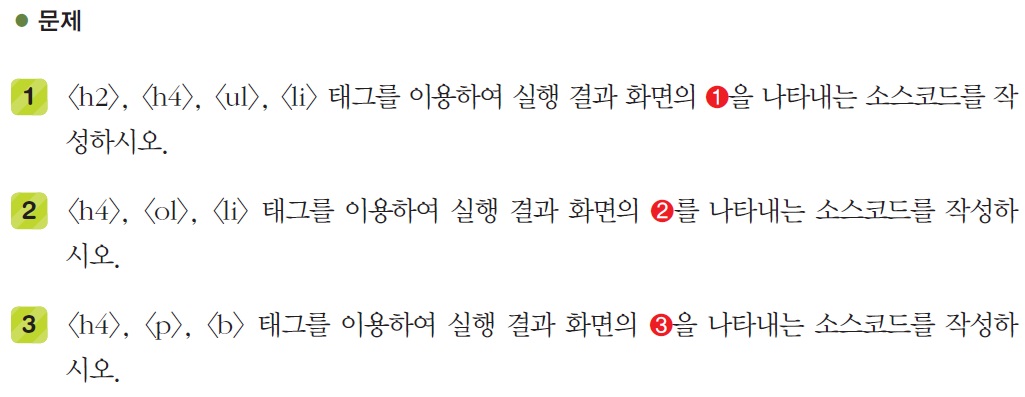 ● 문제
1 〈h2〉, 〈h4〉, 〈ul〉, 〈li〉 태그를 이용하여 실행 결과 화면의 ❶을 나타내는 소스코드를 작
성하시오.
2 〈h4〉, 〈ol〉, 〈li〉 태그를 이용하여 실행 결과 화면의 ❷를 나타내는 소스코드를 작성하
시오.
3 〈h4〉, 〈p〉, 〈b〉 태그를 이용하여 실행 결과 화면의 ❸을 나타내는 소스코드를 작성하
시오.